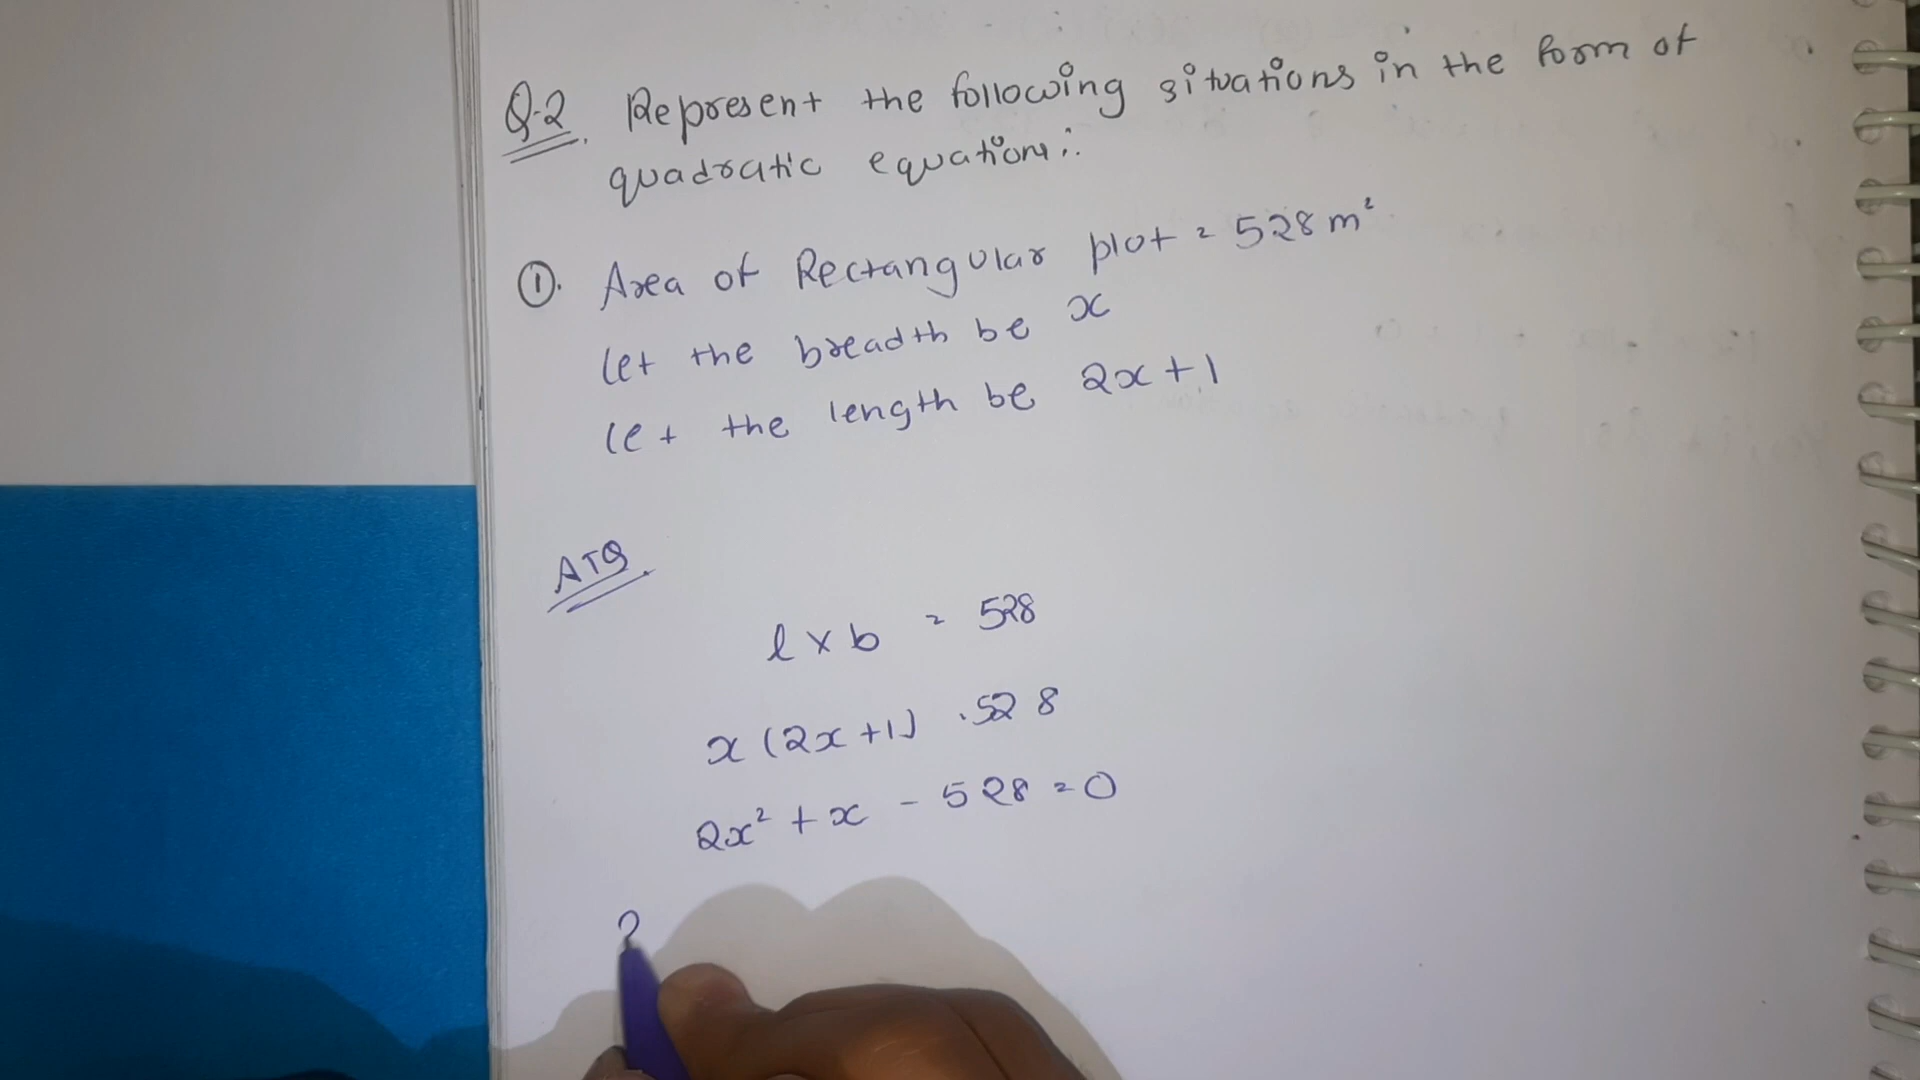 Q.2. Represent the following situations in the form of
quadratic equation :.
①. Area of Rectangular plot = 528 m²
Let the breadth be x
Let the length be 2x + 1
ATQ.
l × b = 528
x (2x + 1) . 528
2x² + x - 528 = 0
2